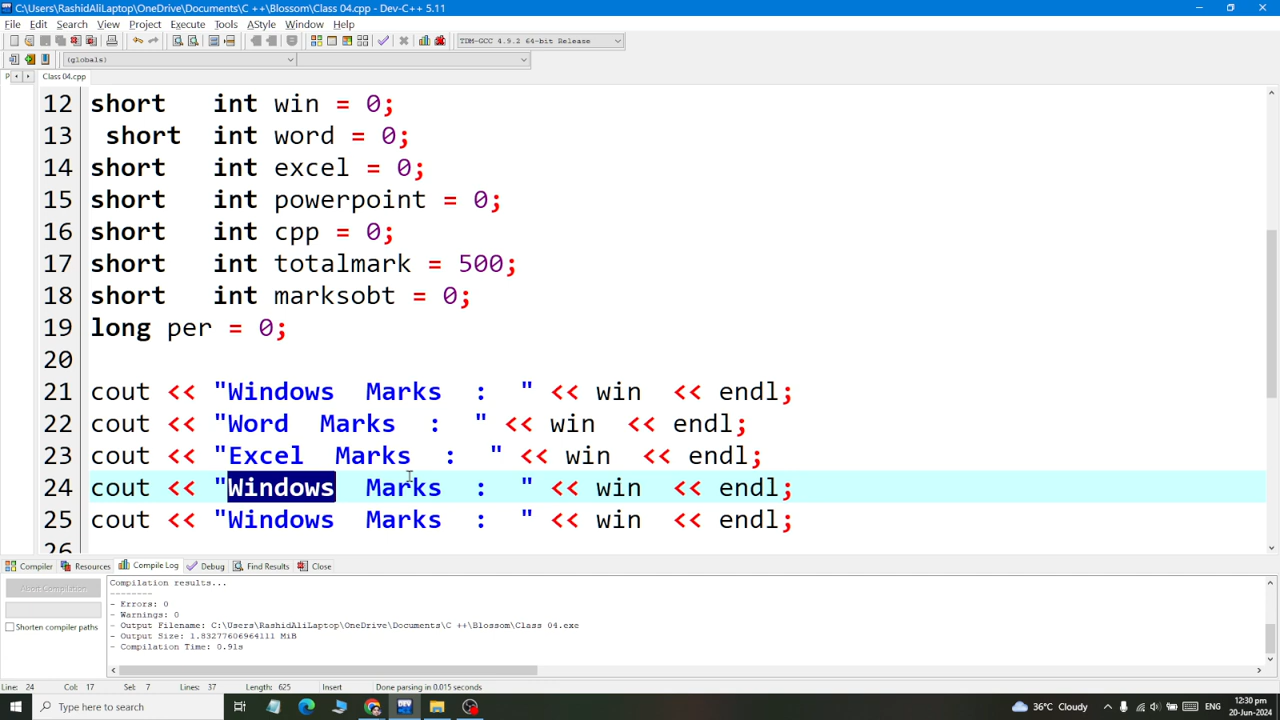 C:\Users\RashidAliLaptop\OneDrive\Documents\C ++\Blossom\Class 04.cpp - Dev-C++ 5.11
File Edit Search View Project Execute Tools AStyle Window Help
TDM-GCC 4.9.2 64-bit Release
(globals)
Class 04.cpp
12 short   int win = 0;
13  short  int word = 0;
14 short   int excel = 0;
15 short   int powerpoint = 0;
16 short   int cpp = 0;
17 short   int totalmark = 500;
18 short   int marksobt = 0;
19 long per = 0;
20
21 cout << "Windows  Marks  :  " << win  << endl;
22 cout << "Word  Marks  :  " << win  << endl;
23 cout << "Excel  Marks  :  " << win  << endl;
24 cout << "Windows  Marks  :  " << win  << endl;
25 cout << "Windows  Marks  :  " << win  << endl;
26
Compiler Resources Compile Log Debug Find Results Close
Abort Compilation
Shorten compiler paths
Compilation results...
--------
- Errors: 0
- Warnings: 0
- Output Filename: C:\Users\RashidAliLaptop\OneDrive\Documents\C ++\Blossom\Class 04.exe
- Output Size: 1.83277606964111 MiB
- Compilation Time: 0.91s
Line: 24 Col: 17 Sel: 7 Lines: 37 Length: 625 Insert Done parsing in 0.015 seconds
Type here to search
36°C Cloudy
ENG
12:30 pm
20-Jun-2024